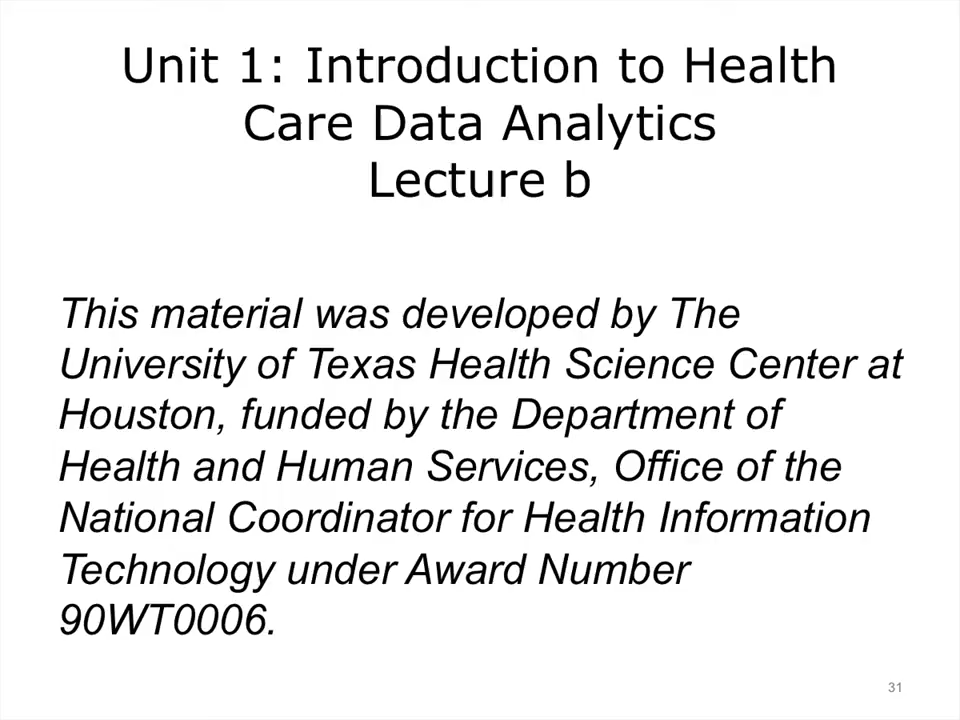 Unit 1: Introduction to Health
Care Data Analytics
Lecture b
This material was developed by The
University of Texas Health Science Center at
Houston, funded by the Department of
Health and Human Services, Office of the
National Coordinator for Health Information
Technology under Award Number
90WT0006.
31